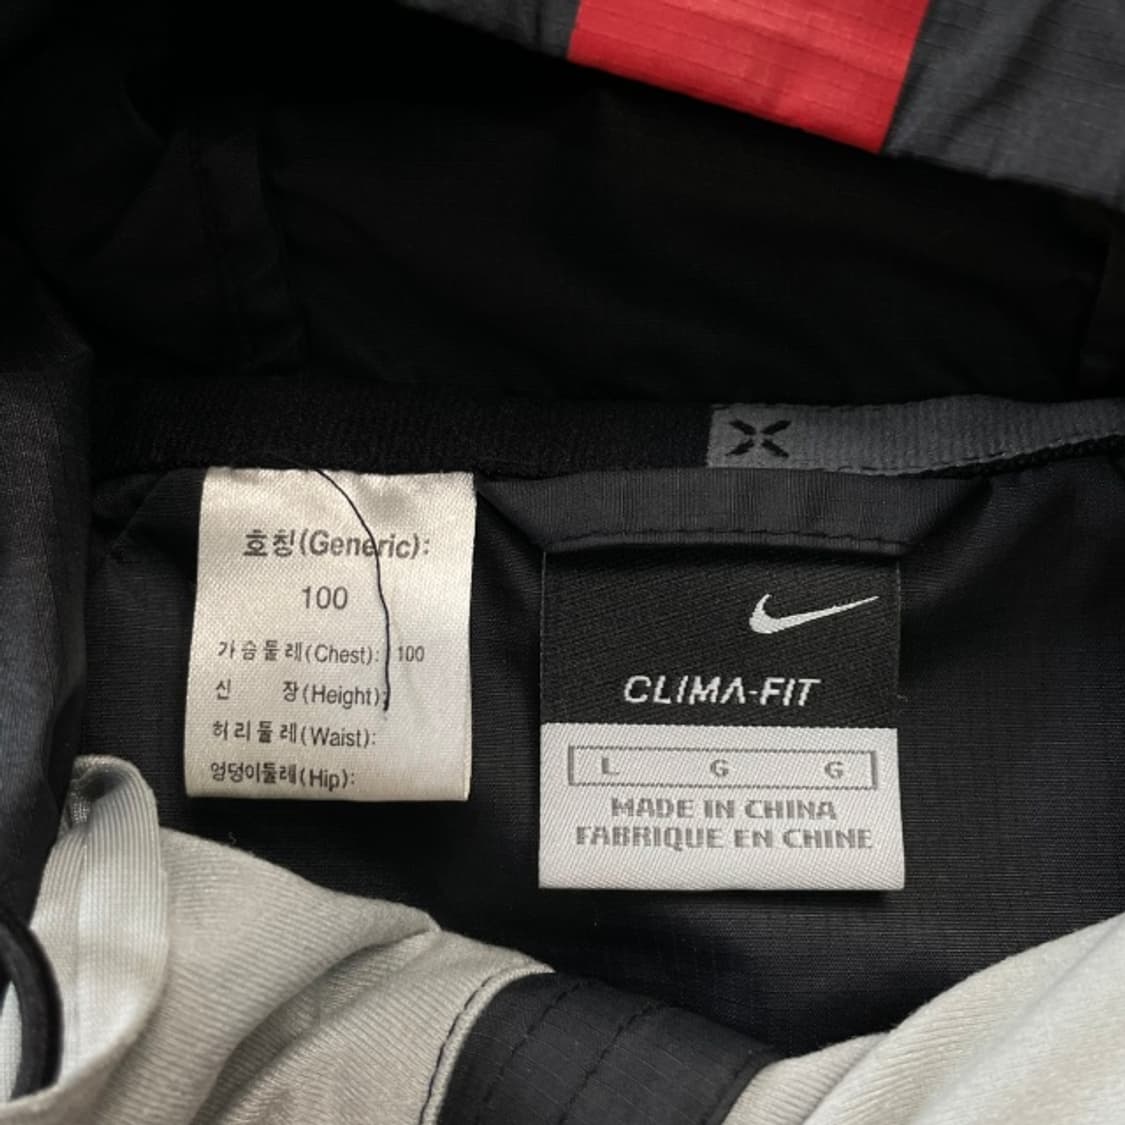 호칭(Generic):
100
가슴둘레(Chest): 100
신 장(Height):
허리둘레(Waist):
엉덩이둘레(Hip):
CLIMA-FIT
L G G
MADE IN CHINA
FABRIQUE EN CHINE